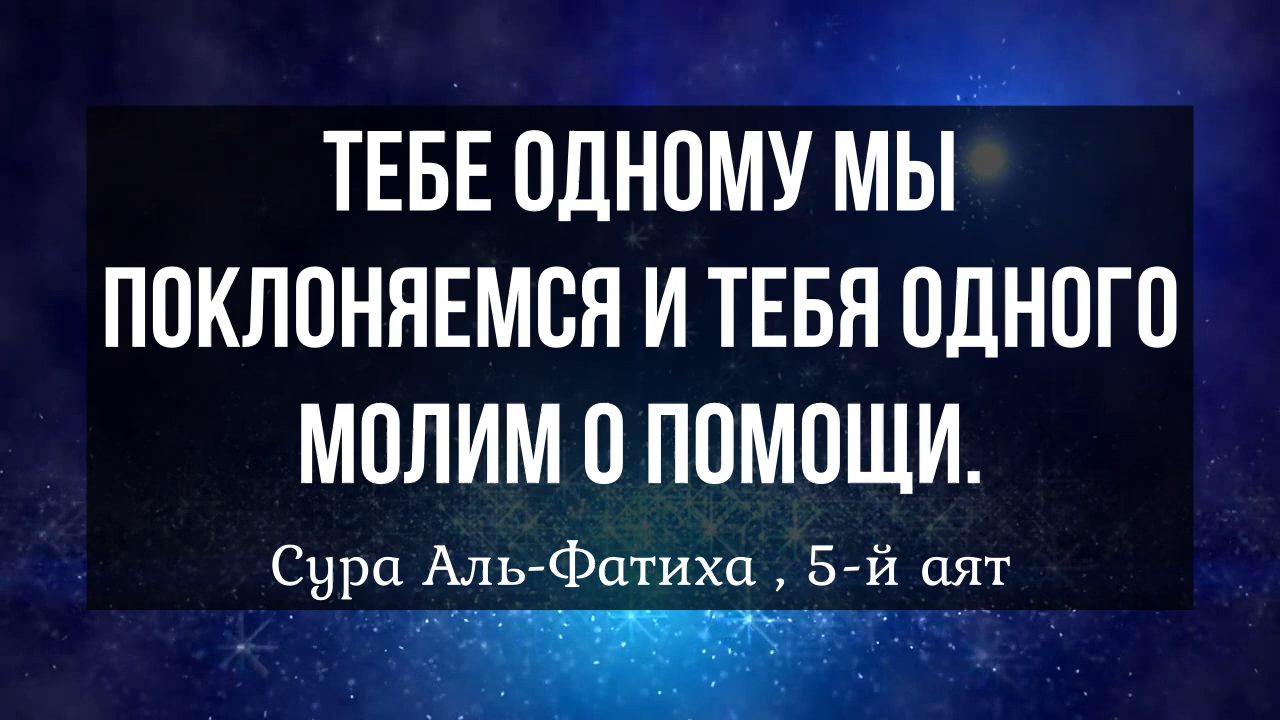 ТЕБЕ ОДНОМУ МЫ
ПОКЛОНЯЕМСЯ И ТЕБЯ ОДНОГО
МОЛИМ О ПОМОЩИ.
Сура Аль-Фатиха , 5-й аят